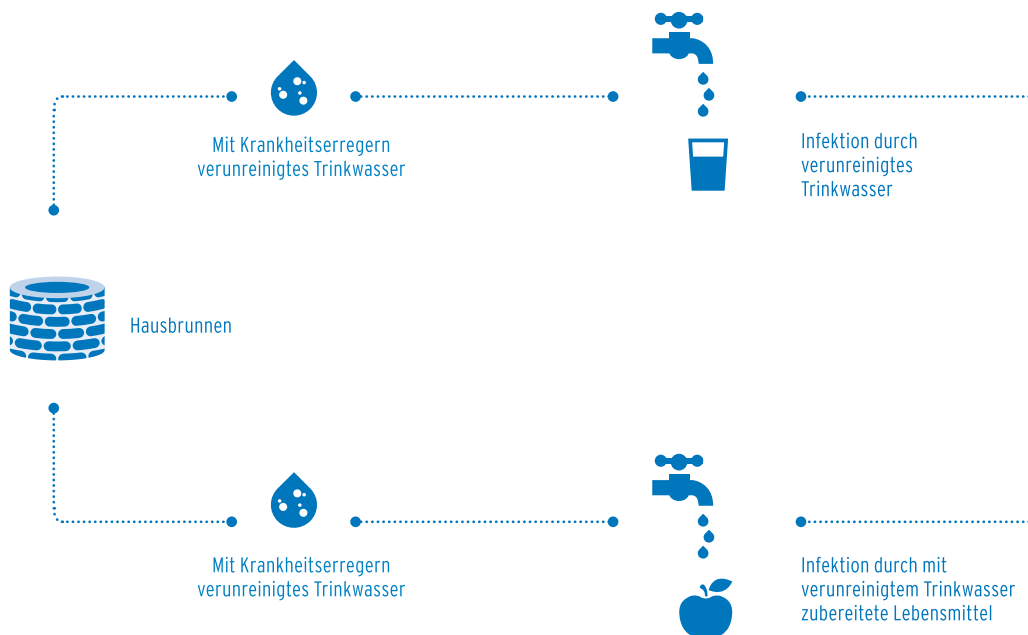 Mit Krankheitserregern
verunreinigtes Trinkwasser
Infektion durch
verunreinigtes
Trinkwasser
Hausbrunnen
Mit Krankheitserregern
verunreinigtes Trinkwasser
Infektion durch mit
verunreinigtem Trinkwasser
zubereitete Lebensmittel